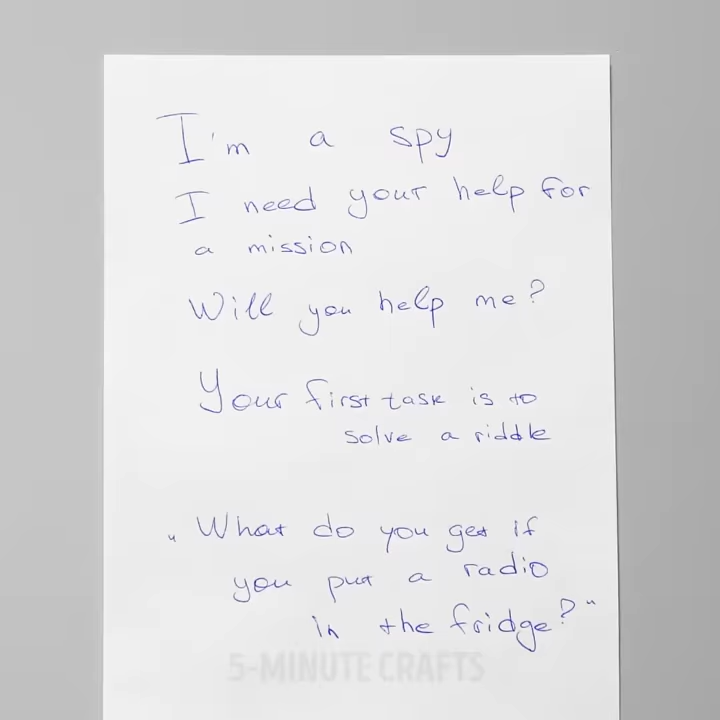 I'm a spy
I need your help for
a mission
Will you help me?
Your first task is to
solve a riddle
„What do you get if
you put a radio
in the fridge?"
5-MINUTE CRAFTS